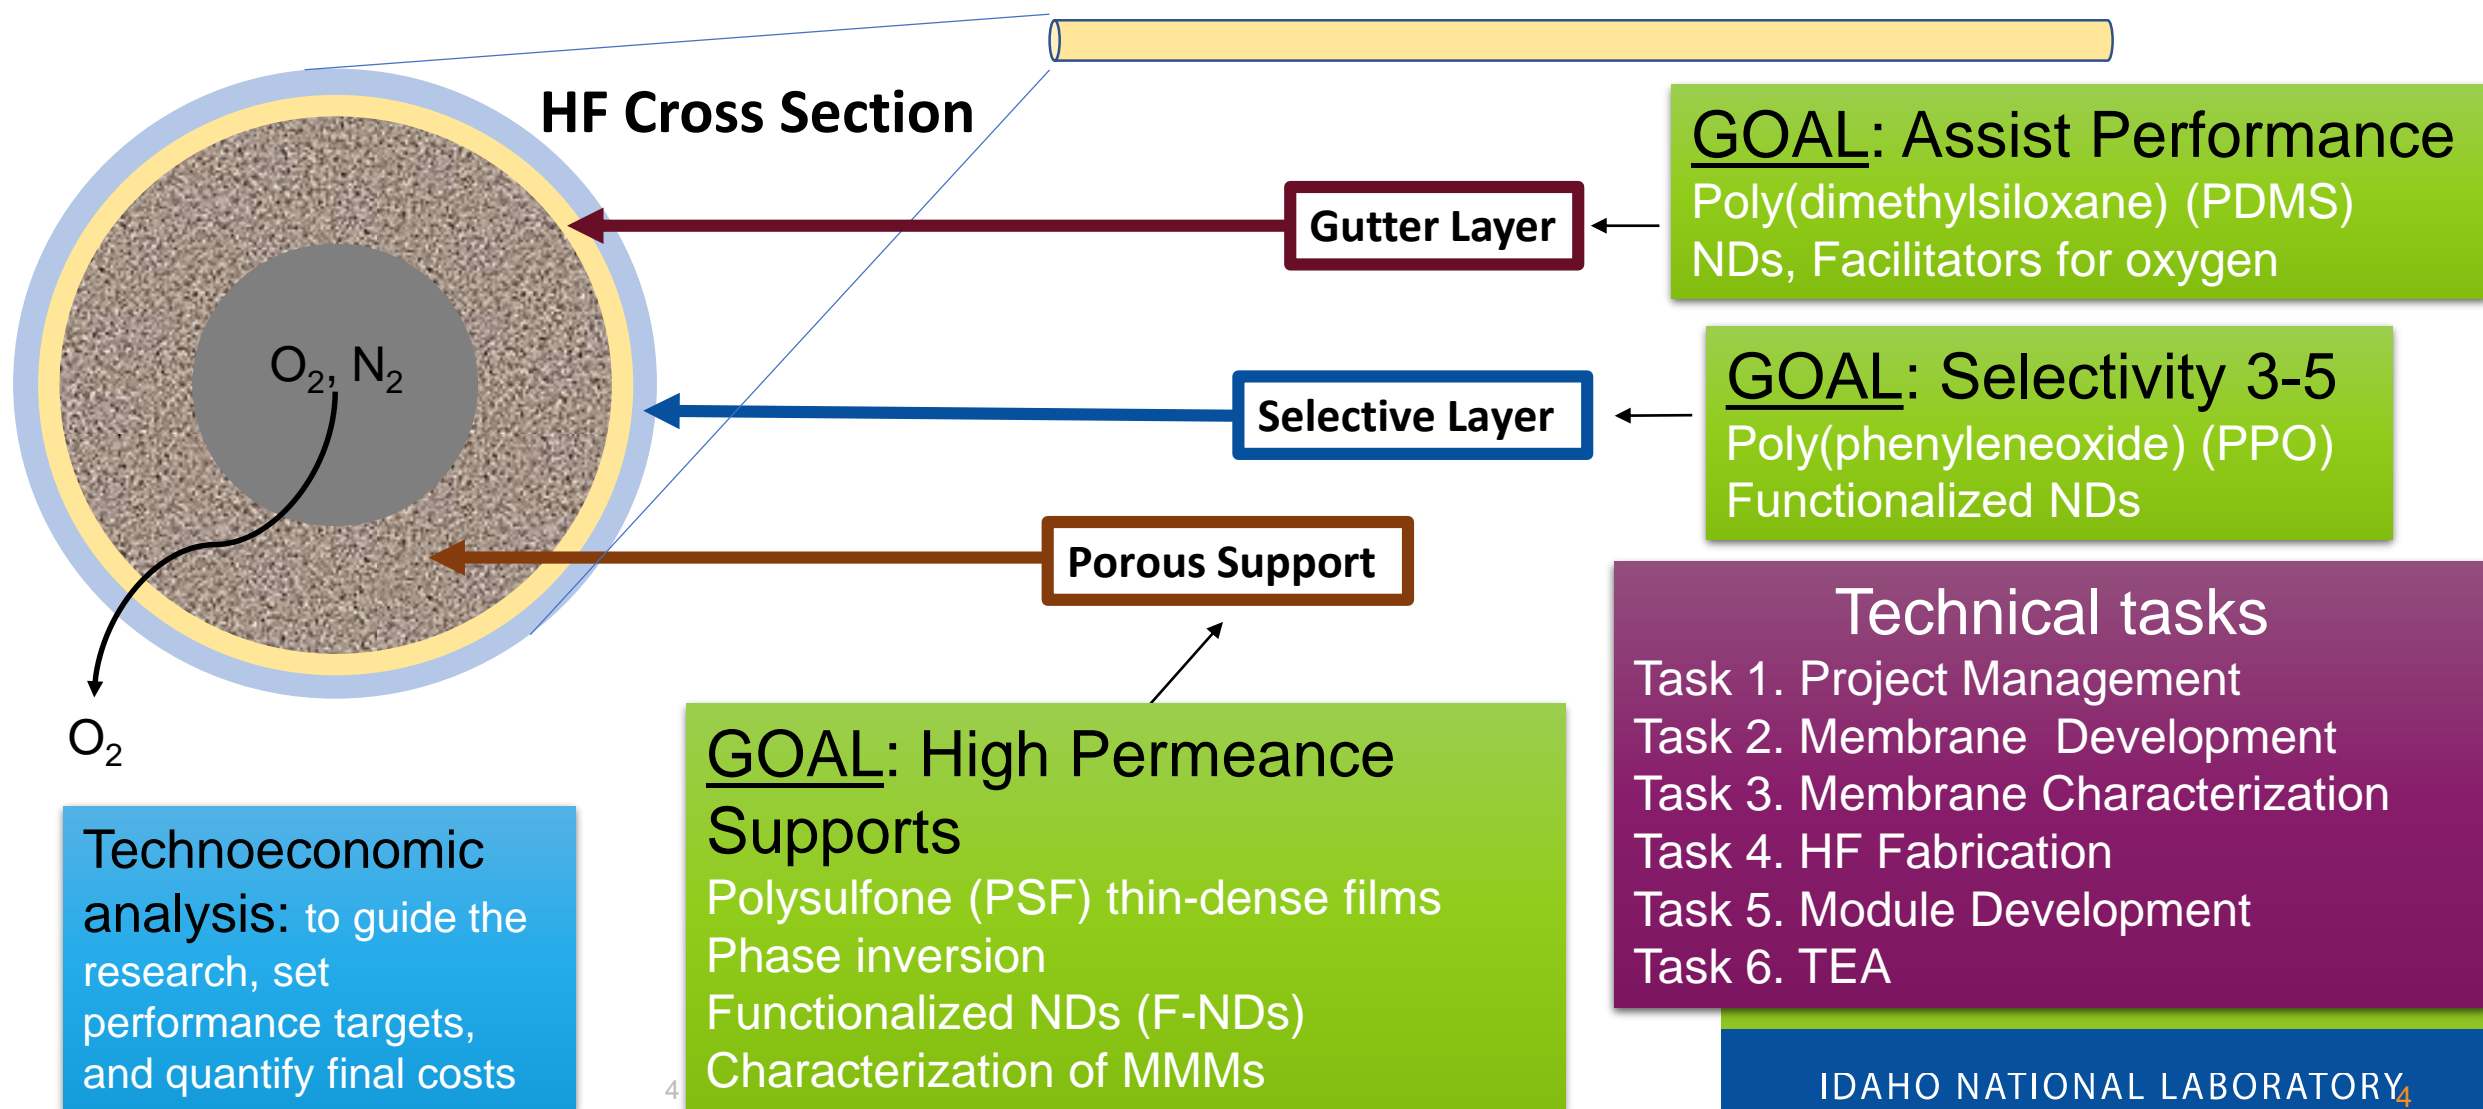 HF Cross Section
GOAL: Assist Performance
Poly(dimethylsiloxane) (PDMS)
NDs, Facilitators for oxygen
Gutter Layer
GOAL: Selectivity 3-5
Poly(phenyleneoxide) (PPO)
Functionalized NDs
Selective Layer
O₂, N₂
Porous Support
O₂
Technical tasks
Task 1. Project Management
Task 2. Membrane  Development
Task 3. Membrane Characterization
Task 4. HF Fabrication
Task 5. Module Development
Task 6. TEA
GOAL: High Permeance
Supports
Polysulfone (PSF) thin-dense films
Phase inversion
Functionalized NDs (F-NDs)
Characterization of MMMs
Technoeconomic
analysis: to guide the
research, set
performance targets,
and quantify final costs
4
IDAHO NATIONAL LABORATORY
4